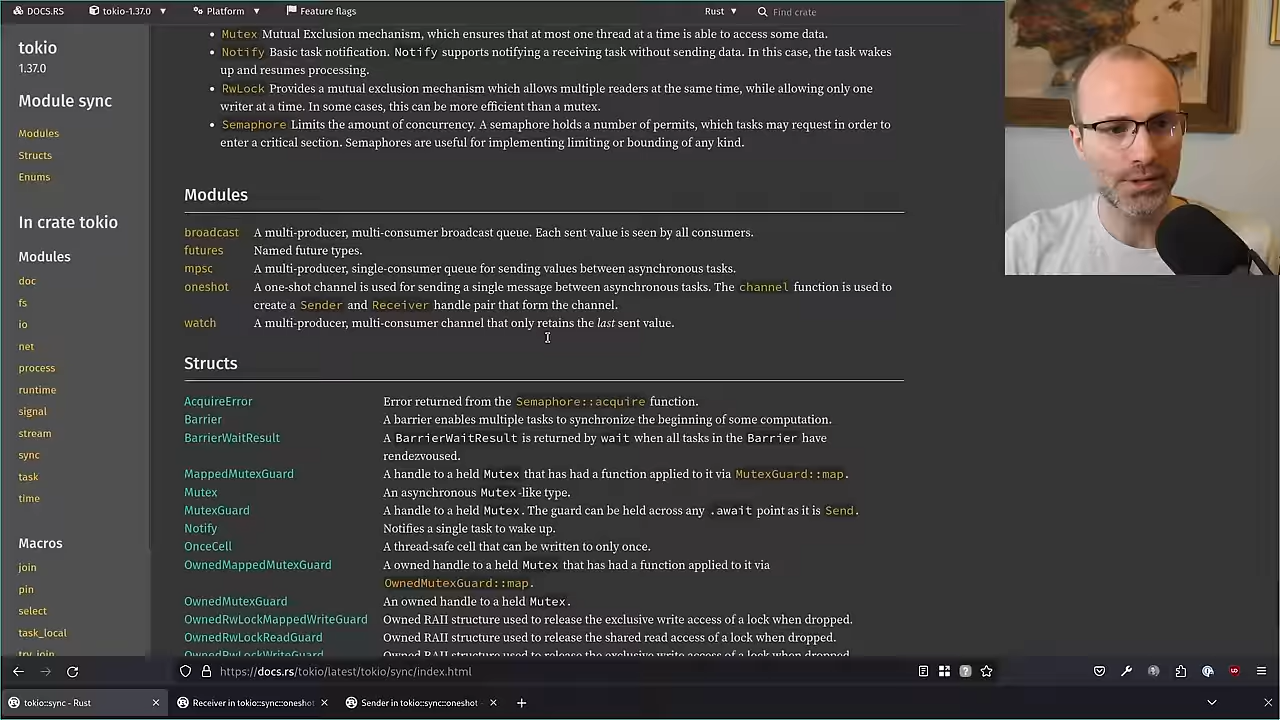 DOCS.RS tokio-1.37.0 Platform Feature flags Rust Find crate
tokio
1.37.0
Module sync
Modules
Structs
Enums
In crate tokio
Modules
doc
fs
io
net
process
runtime
signal
stream
sync
task
time
Macros
join
pin
select
task_local
try_join
Mutex Mutual Exclusion mechanism, which ensures that at most one thread at a time is able to access some data.
Notify Basic task notification. Notify supports notifying a receiving task without sending data. In this case, the task wakes
up and resumes processing.
RwLock Provides a mutual exclusion mechanism which allows multiple readers at the same time, while allowing only one
writer at a time. In some cases, this can be more efficient than a mutex.
Semaphore Limits the amount of concurrency. A semaphore holds a number of permits, which tasks may request in order to
enter a critical section. Semaphores are useful for implementing limiting or bounding of any kind.
Modules
broadcast A multi-producer, multi-consumer broadcast queue. Each sent value is seen by all consumers.
futures Named future types.
mpsc A multi-producer, single-consumer queue for sending values between asynchronous tasks.
oneshot A one-shot channel is used for sending a single message between asynchronous tasks. The channel function is used to
create a Sender and Receiver handle pair that form the channel.
watch A multi-producer, multi-consumer channel that only retains the last sent value.
Structs
AcquireError Error returned from the Semaphore::acquire function.
Barrier A barrier enables multiple tasks to synchronize the beginning of some computation.
BarrierWaitResult A BarrierWaitResult is returned by wait when all tasks in the Barrier have
rendezvoused.
MappedMutexGuard A handle to a held Mutex that has had a function applied to it via MutexGuard::map.
Mutex An asynchronous Mutex-like type.
MutexGuard A handle to a held Mutex. The guard can be held across any .await point as it is Send.
Notify Notifies a single task to wake up.
OnceCell A thread-safe cell that can be written to only once.
OwnedMappedMutexGuard A owned handle to a held Mutex that has had a function applied to it via
OwnedMutexGuard::map.
OwnedMutexGuard An owned handle to a held Mutex.
OwnedRwLockMappedWriteGuard Owned RAII structure used to release the exclusive write access of a lock when dropped.
OwnedRwLockReadGuard Owned RAII structure used to release the shared read access of a lock when dropped.
OwnedRwLockWriteGuard Owned RAII structure used to release the exclusive write access of a lock when dropped.
https://docs.rs/tokio/latest/tokio/sync/index.html
tokio::sync - Rust Receiver in tokio::sync::oneshot Sender in tokio::sync::oneshot -